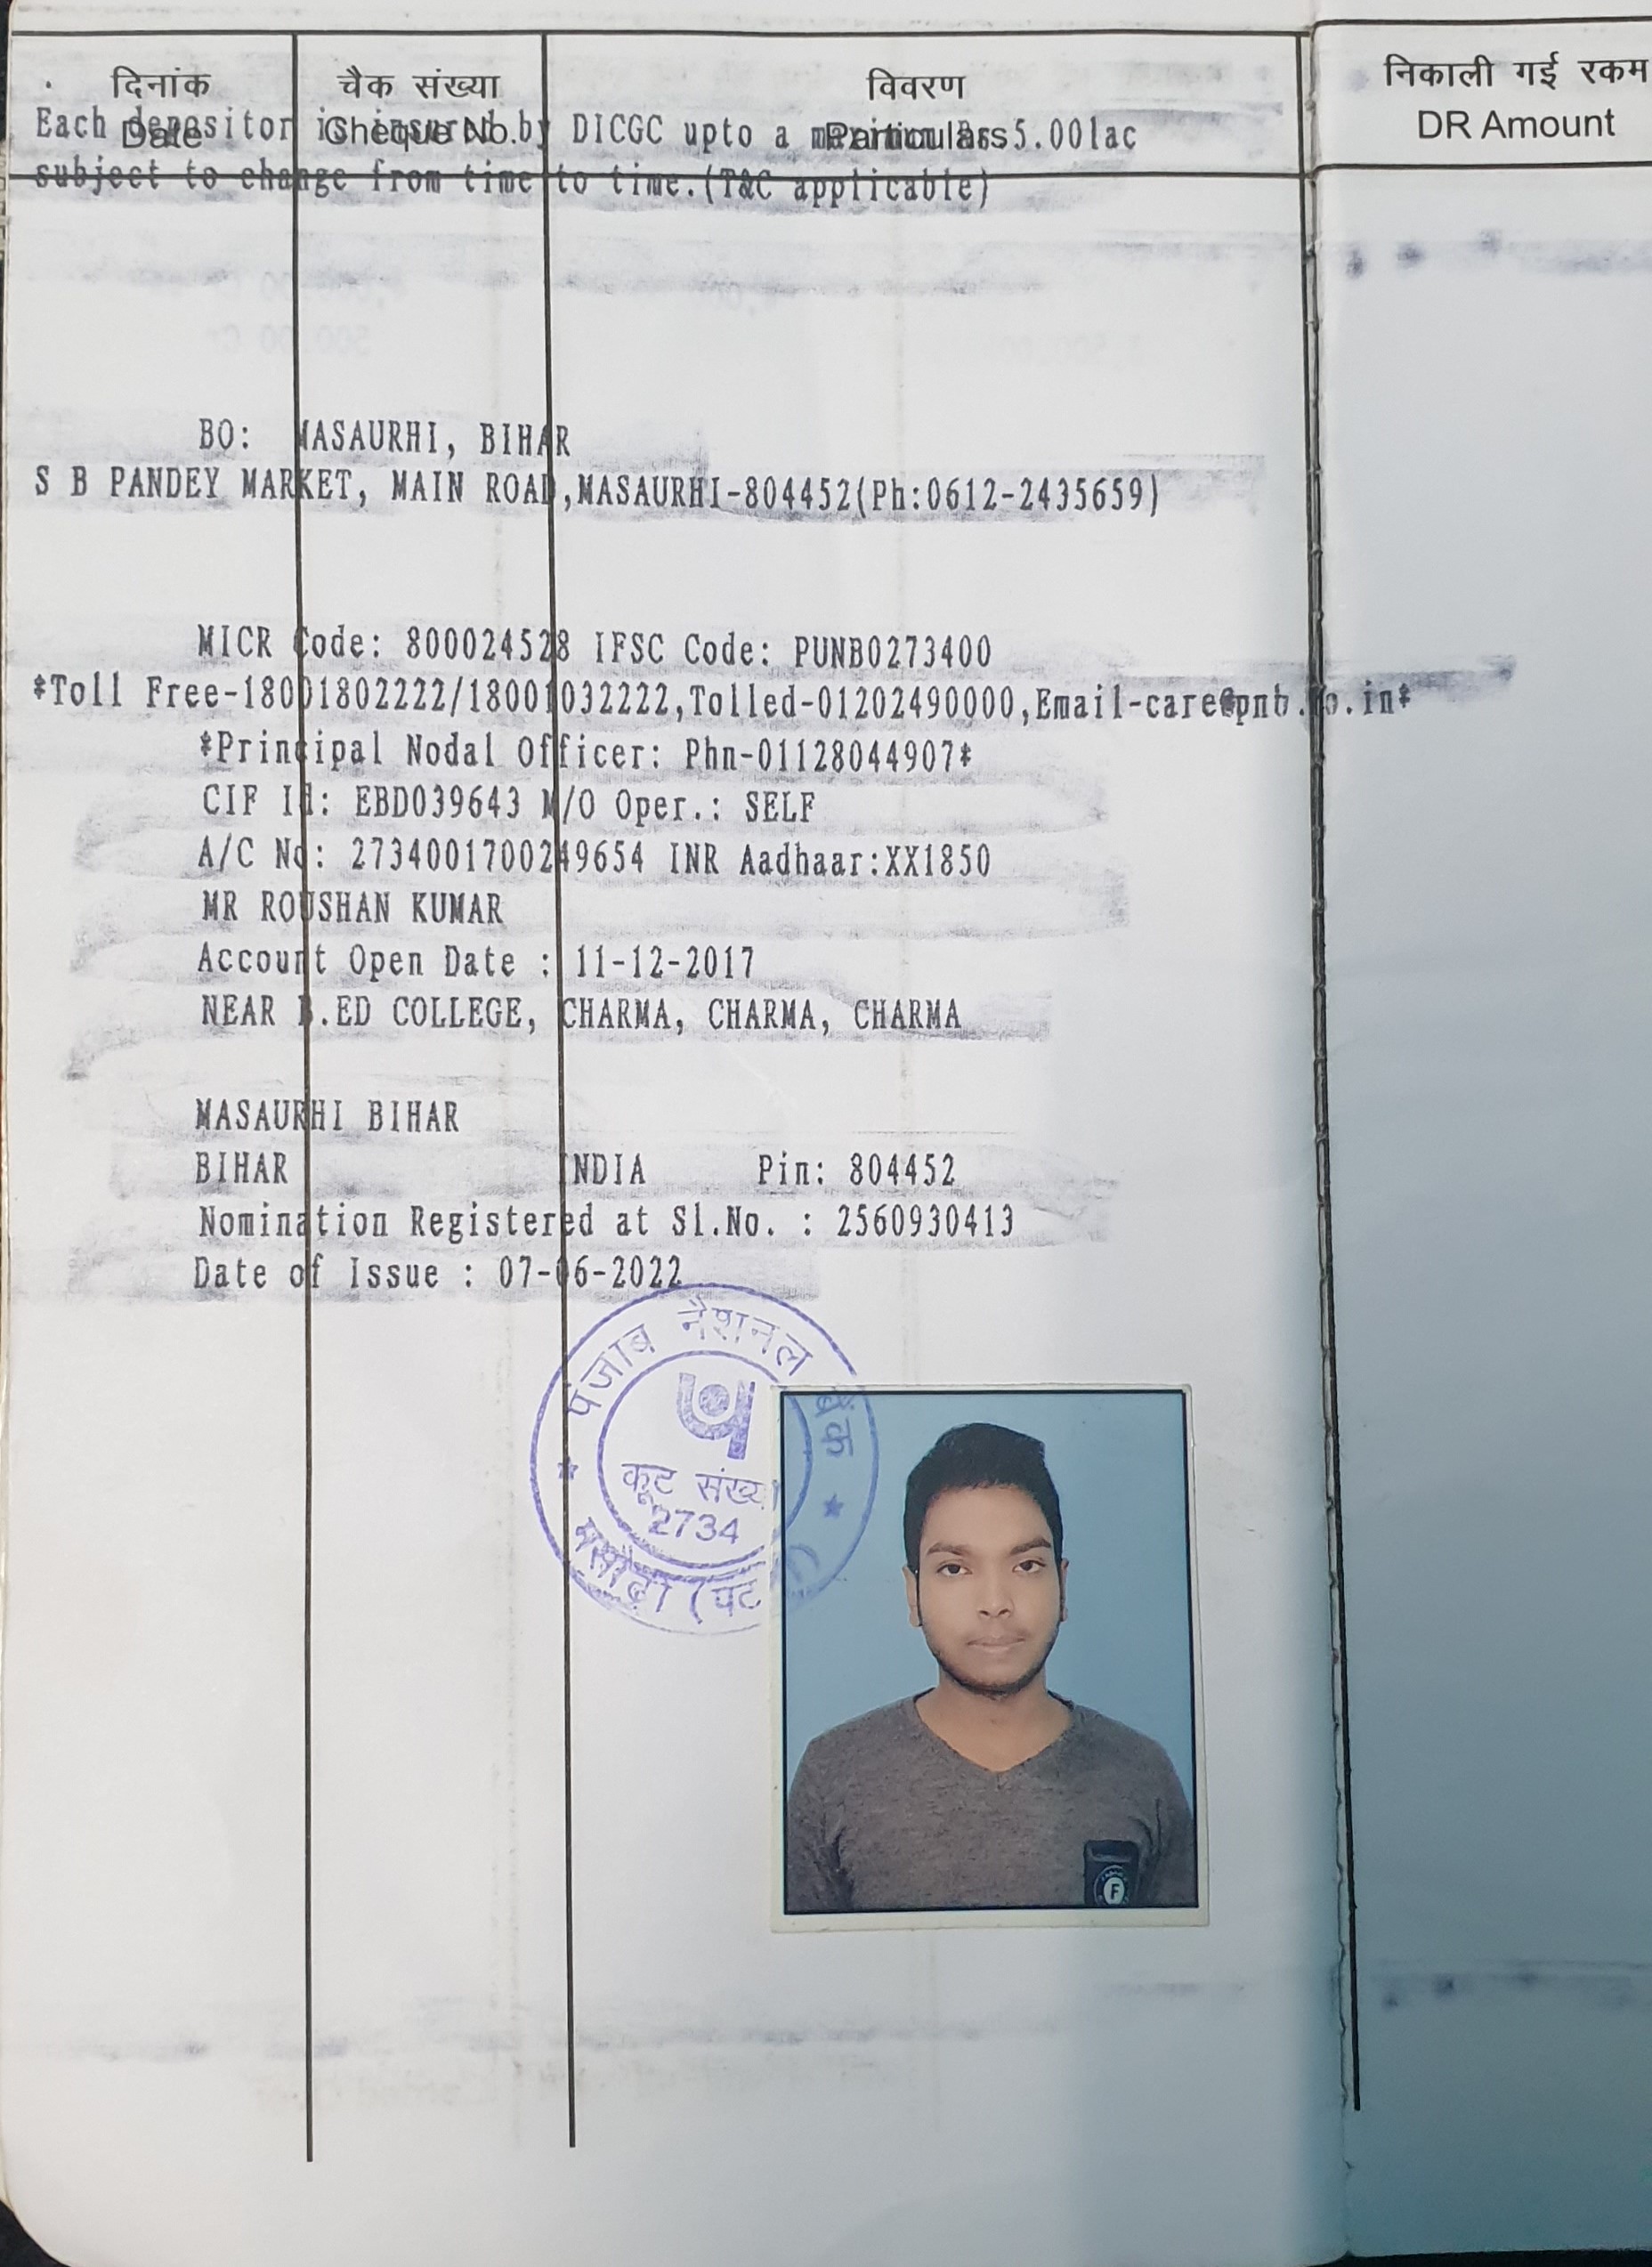 दिनांक चैक संख्या विवरण निकाली गई रकम
Date Cheque No. Particulars DR Amount
Each depositor is insured by DICGC upto a maximum Rs 5.00lac
subject to change from time to time.(T&C applicable)
BO: MASAURHI, BIHAR
S B PANDEY MARKET, MAIN ROAD,MASAURHI-804452(Ph:0612-2435659)
MICR Code: 800024528 IFSC Code: PUNB0273400
*Toll Free-18001802222/18001032222,Tolled-01202490000,Email-care@pnb.co.in*
*Principal Nodal Officer: Phn-01128044907*
CIF Id: EBD039643 M/O Oper.: SELF
A/C No: 2734001700249654 INR Aadhaar:XX1850
MR ROUSHAN KUMAR
Account Open Date : 11-12-2017
NEAR B.ED COLLEGE, CHARMA, CHARMA, CHARMA
MASAURHI BIHAR
BIHAR INDIA Pin: 804452
Nomination Registered at Sl.No. : 2560930413
Date of Issue : 07-06-2022
पंजाब नैशनल बैंक
कूट संख्या
2734
F